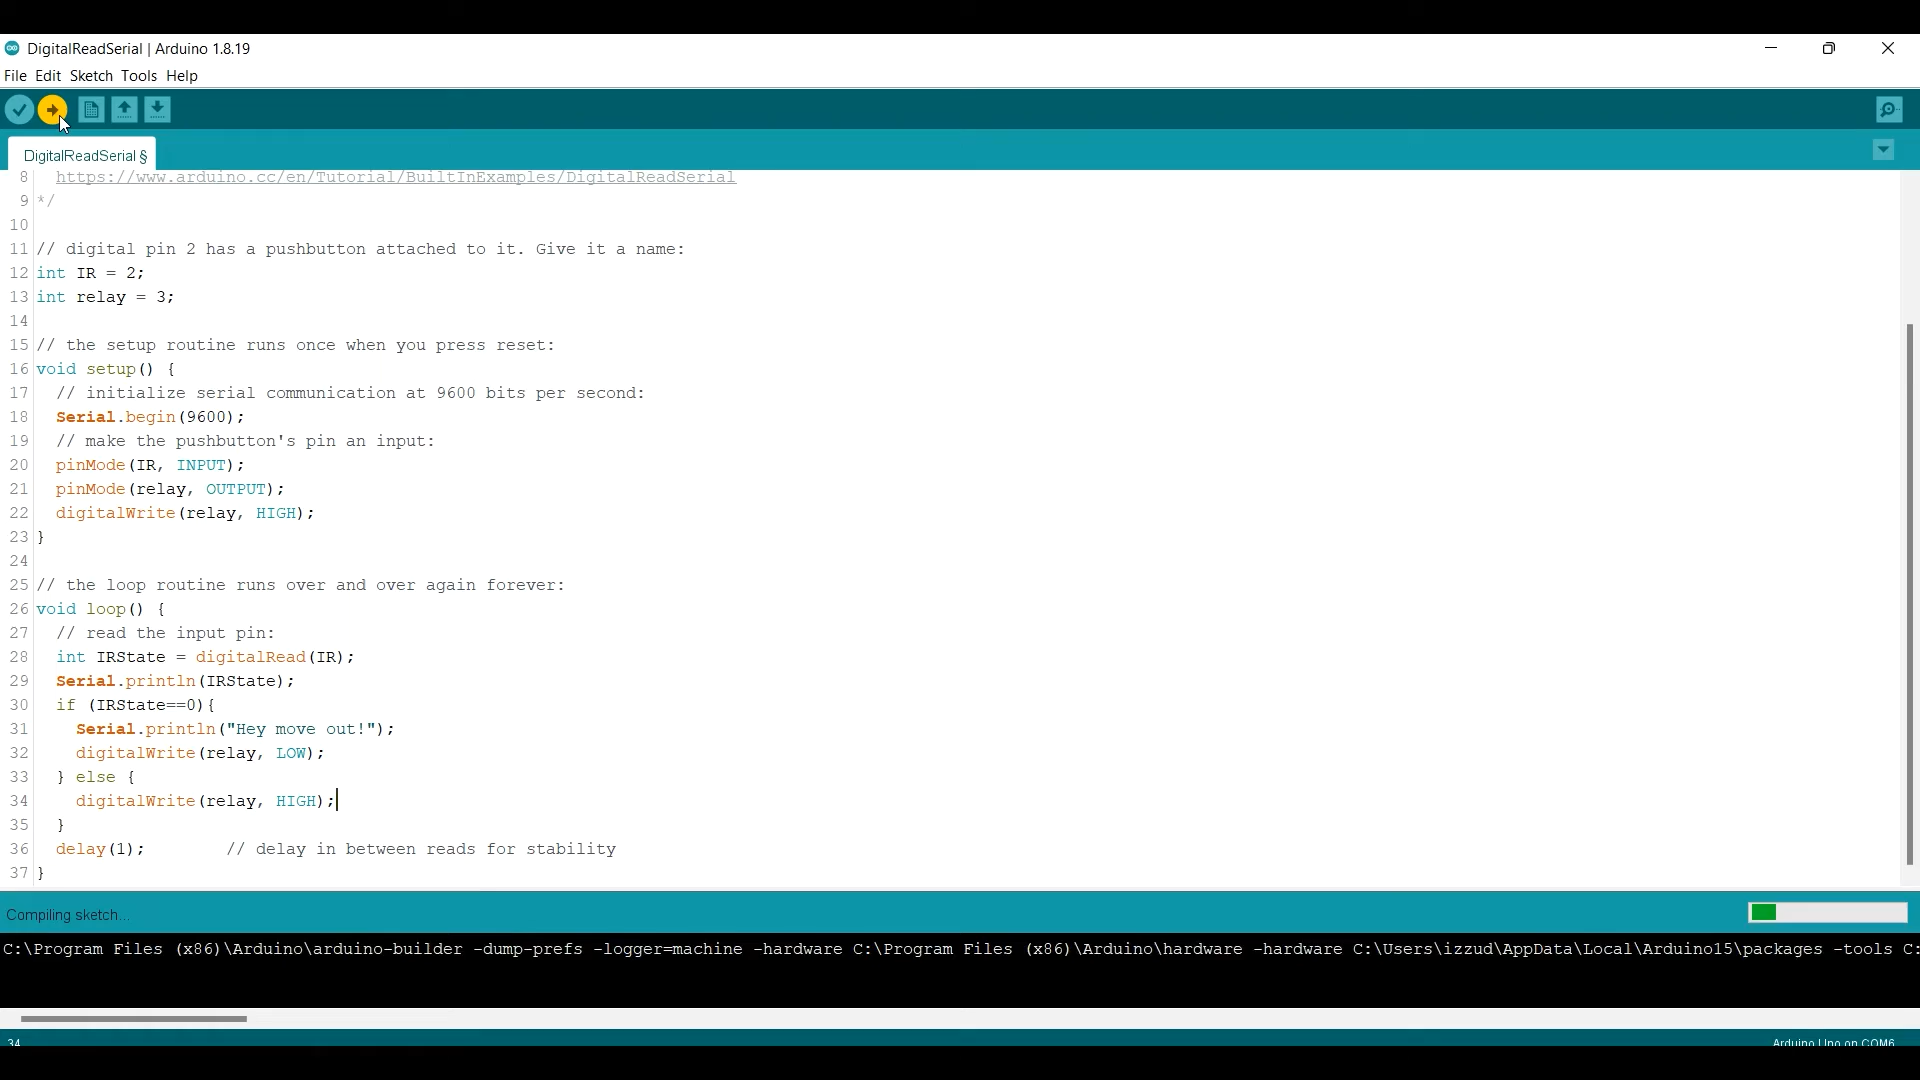 DigitalReadSerial | Arduino 1.8.19
File Edit Sketch Tools Help
DigitalReadSerial §
8 https://www.arduino.cc/en/Tutorial/BuiltInExamples/DigitalReadSerial
9 */
10
11 // digital pin 2 has a pushbutton attached to it. Give it a name:
12 int IR = 2;
13 int relay = 3;
14
15 // the setup routine runs once when you press reset:
16 void setup() {
17   // initialize serial communication at 9600 bits per second:
18   Serial.begin(9600);
19   // make the pushbutton's pin an input:
20   pinMode(IR, INPUT);
21   pinMode(relay, OUTPUT);
22   digitalWrite(relay, HIGH);
23 }
24
25 // the loop routine runs over and over again forever:
26 void loop() {
27   // read the input pin:
28   int IRState = digitalRead(IR);
29   Serial.println(IRState);
30   if (IRState==0){
31     Serial.println("Hey move out!");
32     digitalWrite(relay, LOW);
33   } else {
34     digitalWrite(relay, HIGH);
35   }
36   delay(1);        // delay in between reads for stability
37 }
Compiling sketch...
C:\Program Files (x86)\Arduino\arduino-builder -dump-prefs -logger=machine -hardware C:\Program Files (x86)\Arduino\hardware -hardware C:\Users\izzud\AppData\Local\Arduino15\packages -tools C:
34
Arduino Uno on COM6